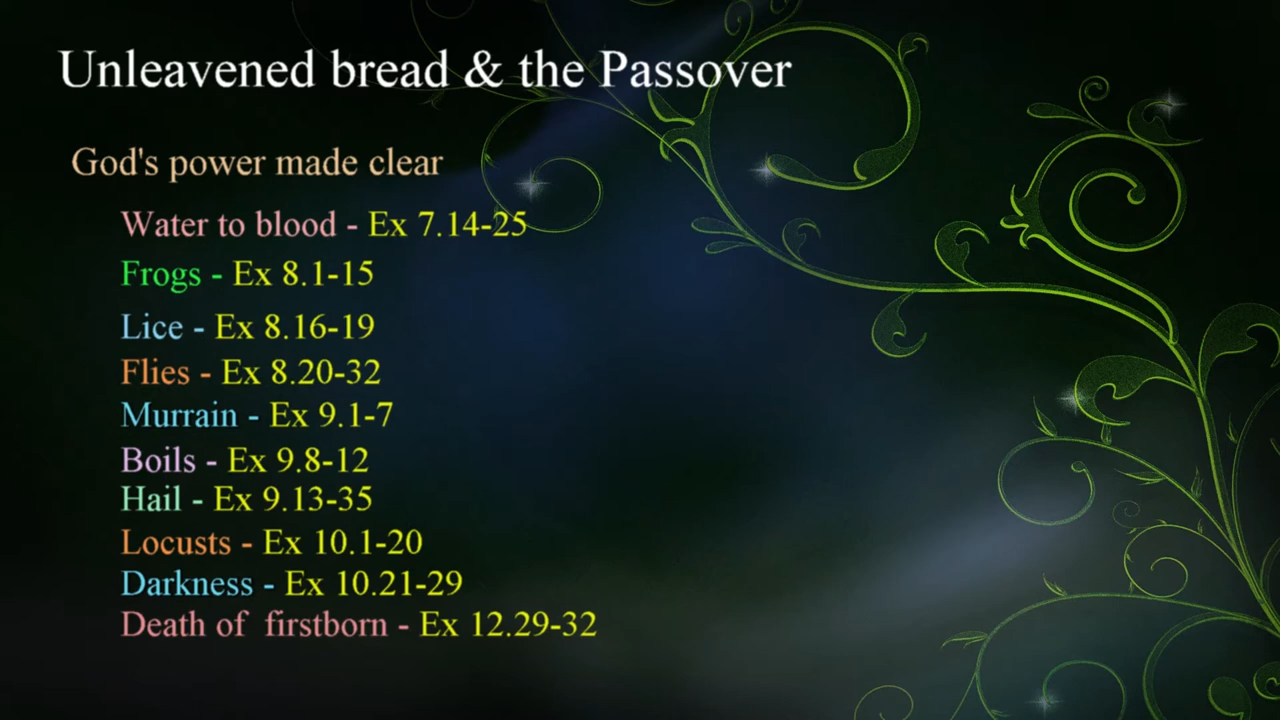 Unleavened bread & the Passover
God's power made clear
Water to blood - Ex 7.14-25
Frogs - Ex 8.1-15
Lice - Ex 8.16-19
Flies - Ex 8.20-32
Murrain - Ex 9.1-7
Boils - Ex 9.8-12
Hail - Ex 9.13-35
Locusts - Ex 10.1-20
Darkness - Ex 10.21-29
Death of  firstborn - Ex 12.29-32